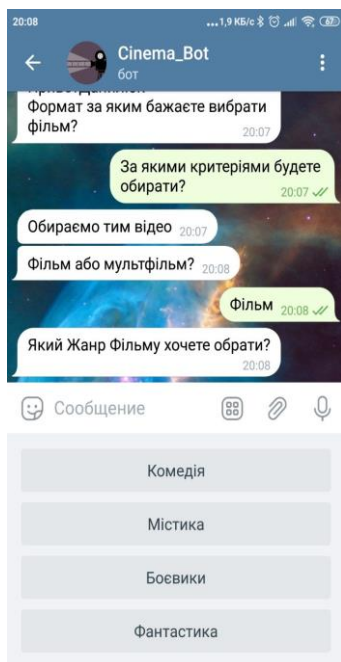 20:08
...1,9 КБ/с
Cinema_Bot
бот
Формат за яким бажаєте вибрати
фільм?
20:07
За якими критеріями будете
обирати?
20:07
Обираємо тим відео 20:07
Фільм або мультфільм? 20:08
Фільм 20:08
Який Жанр Фільму хочете обрати?
20:08
Сообщение
Комедія
Містика
Боєвики
Фантастика